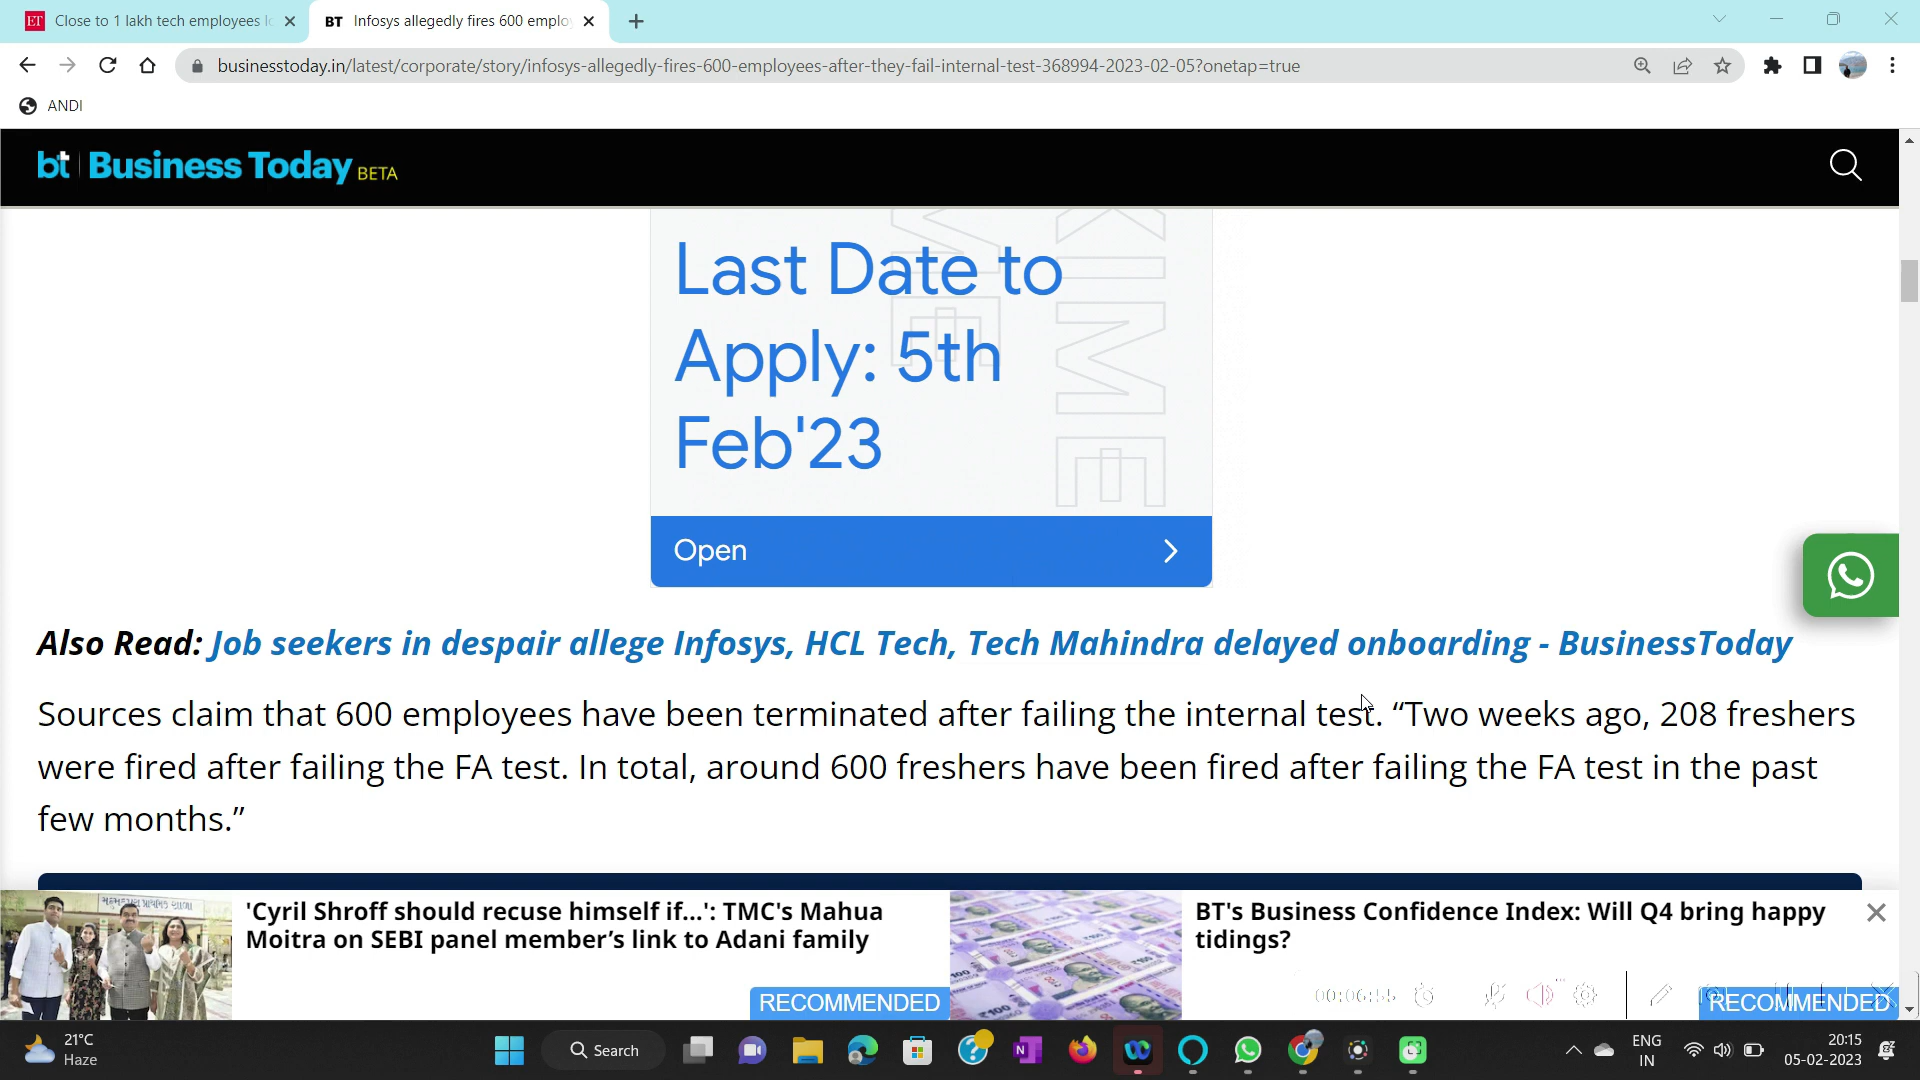 ET Close to 1 lakh tech employees l
BT Infosys allegedly fires 600 emplo
businesstoday.in/latest/corporate/story/infosys-allegedly-fires-600-employees-after-they-fail-internal-test-368994-2023-02-05?onetap=true
ANDI
bt Business Today BETA
Last Date to
Apply: 5th
Feb'23
Open
Also Read: Job seekers in despair allege Infosys, HCL Tech, Tech Mahindra delayed onboarding - BusinessToday
Sources claim that 600 employees have been terminated after failing the internal test. “Two weeks ago, 208 freshers
were fired after failing the FA test. In total, around 600 freshers have been fired after failing the FA test in the past
few months.”
'Cyril Shroff should recuse himself if...': TMC's Mahua
Moitra on SEBI panel member’s link to Adani family
RECOMMENDED
BT's Business Confidence Index: Will Q4 bring happy
tidings?
00:06:55
RECOMMENDED
21°C
Haze
Search
ENG
IN
20:15
05-02-2023